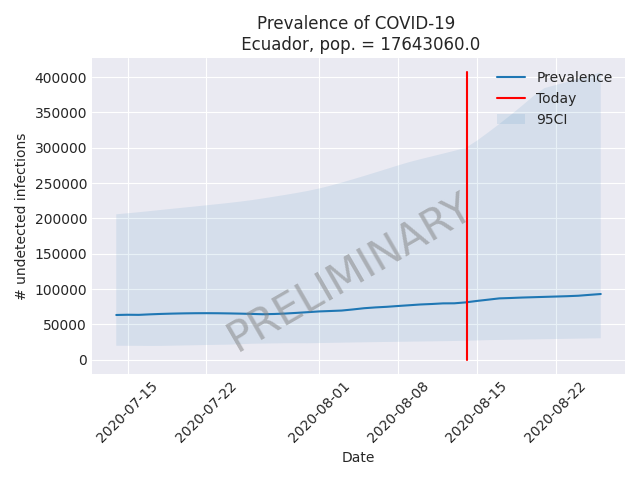 Prevalence of COVID-19
Ecuador, pop. = 17643060.0
# undetected infections
400000
350000
300000
250000
200000
150000
100000
50000
0
Prevalence
Today
95CI
PRELIMINARY
2020-07-15
2020-07-22
2020-08-01
2020-08-08
2020-08-15
2020-08-22
Date